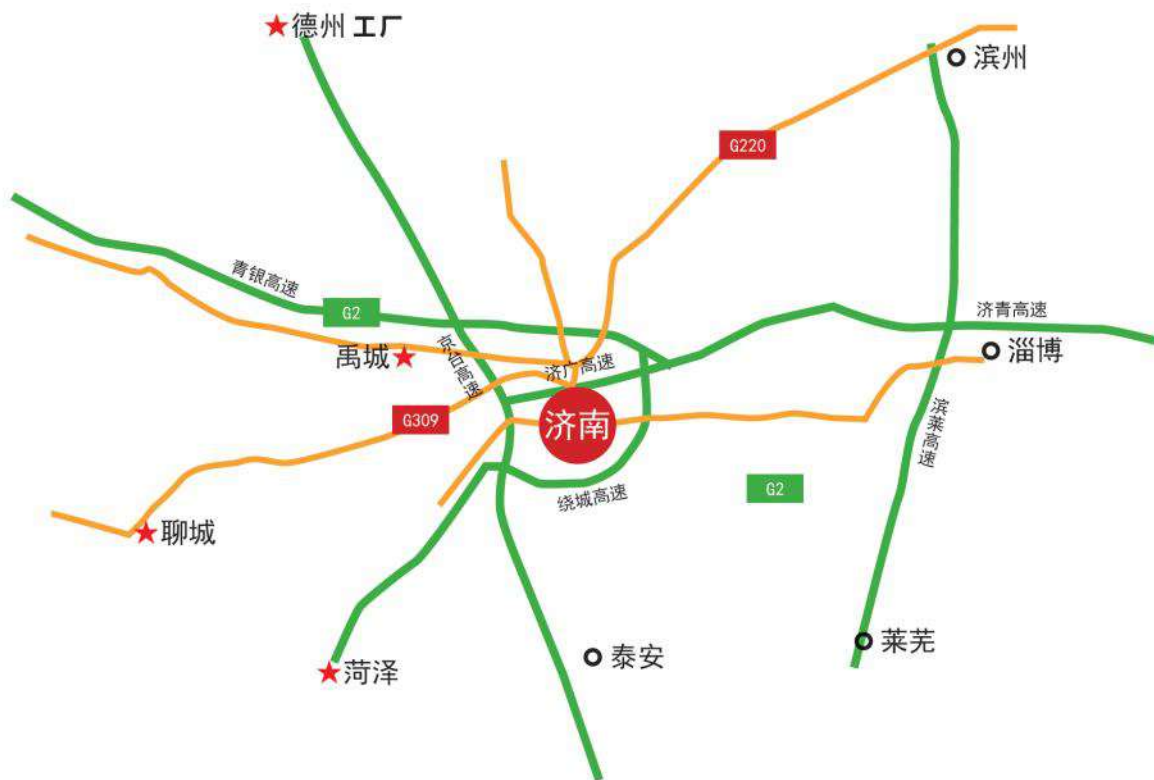 德州 工厂
滨州
G220
青银高速
G2
济青高速
禹城
京台高速
济广高速
淄博
G309
济南
滨莱高速
G2
绕城高速
聊城
莱芜
泰安
菏泽